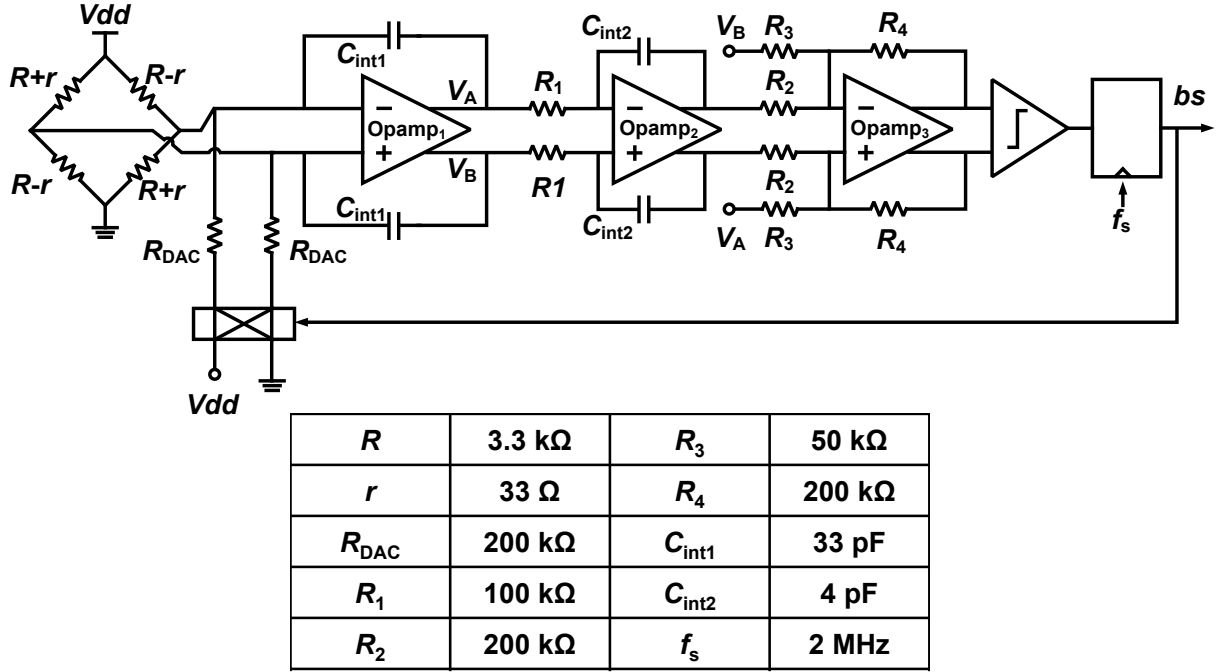 Vdd
R+r
R-r
R-r
R+r
Cint1
Cint1
− + Opamp1
VA
VB
R1
R1
Cint2
Cint2
− + Opamp2
VB
R3
R2
R2
VA
R3
R4
R4
− + Opamp3
bs
fs
RDAC
RDAC
Vdd
R 3.3 kΩ R3 50 kΩ
r 33 Ω R4 200 kΩ
RDAC 200 kΩ Cint1 33 pF
R1 100 kΩ Cint2 4 pF
R2 200 kΩ fs 2 MHz